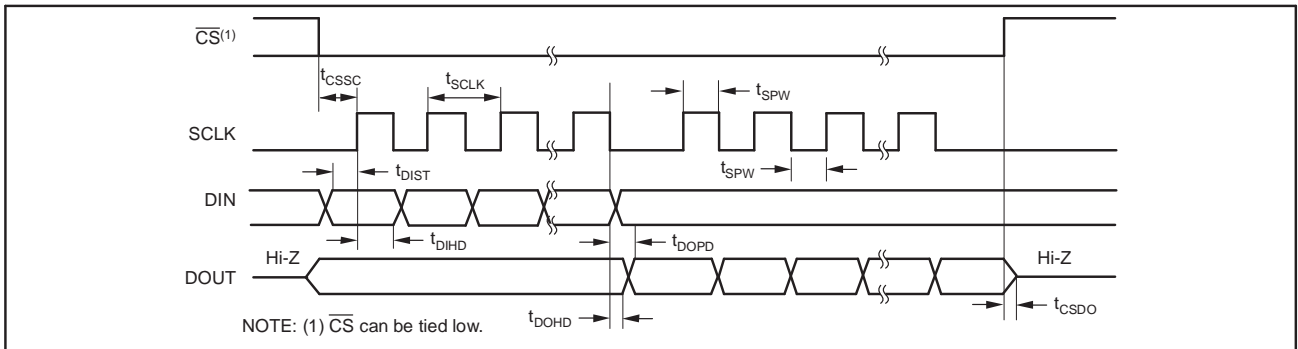 CS(1)
tCSSC
tSCLK
tSPW
SCLK
tDIST
tSPW
DIN
tDIHD
tDOPD
Hi-Z
Hi-Z
DOUT
tDOHD
tCSDO
NOTE: (1) CS can be tied low.